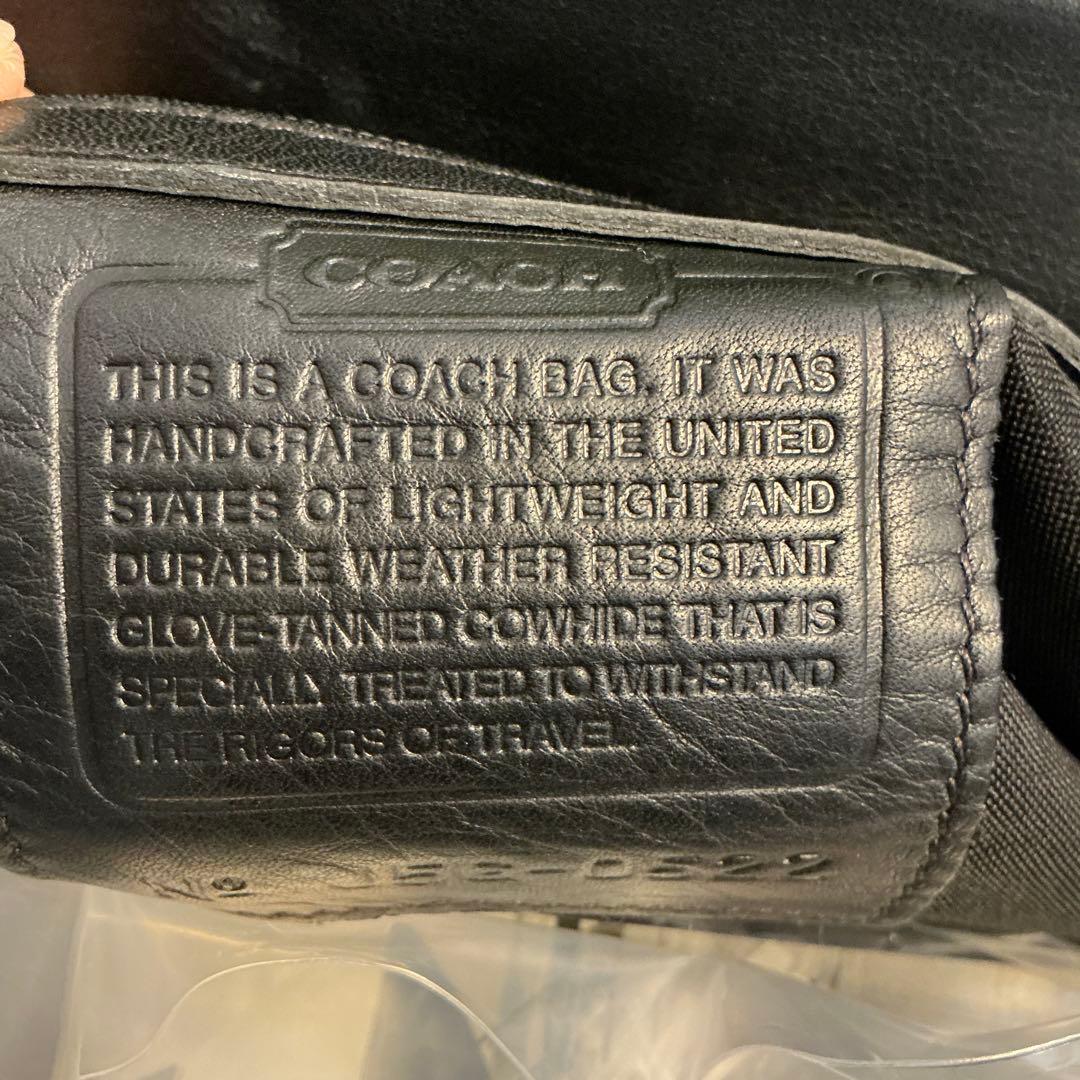 COACH
THIS IS A COACH BAG. IT WAS
HANDCRAFTED IN THE UNITED
STATES OF LIGHTWEIGHT AND
DURABLE WEATHER RESISTANT
GLOVE-TANNED COWHIDE THAT IS
SPECIALLY TREATED TO WITHSTAND
THE RIGORS OF TRAVEL.